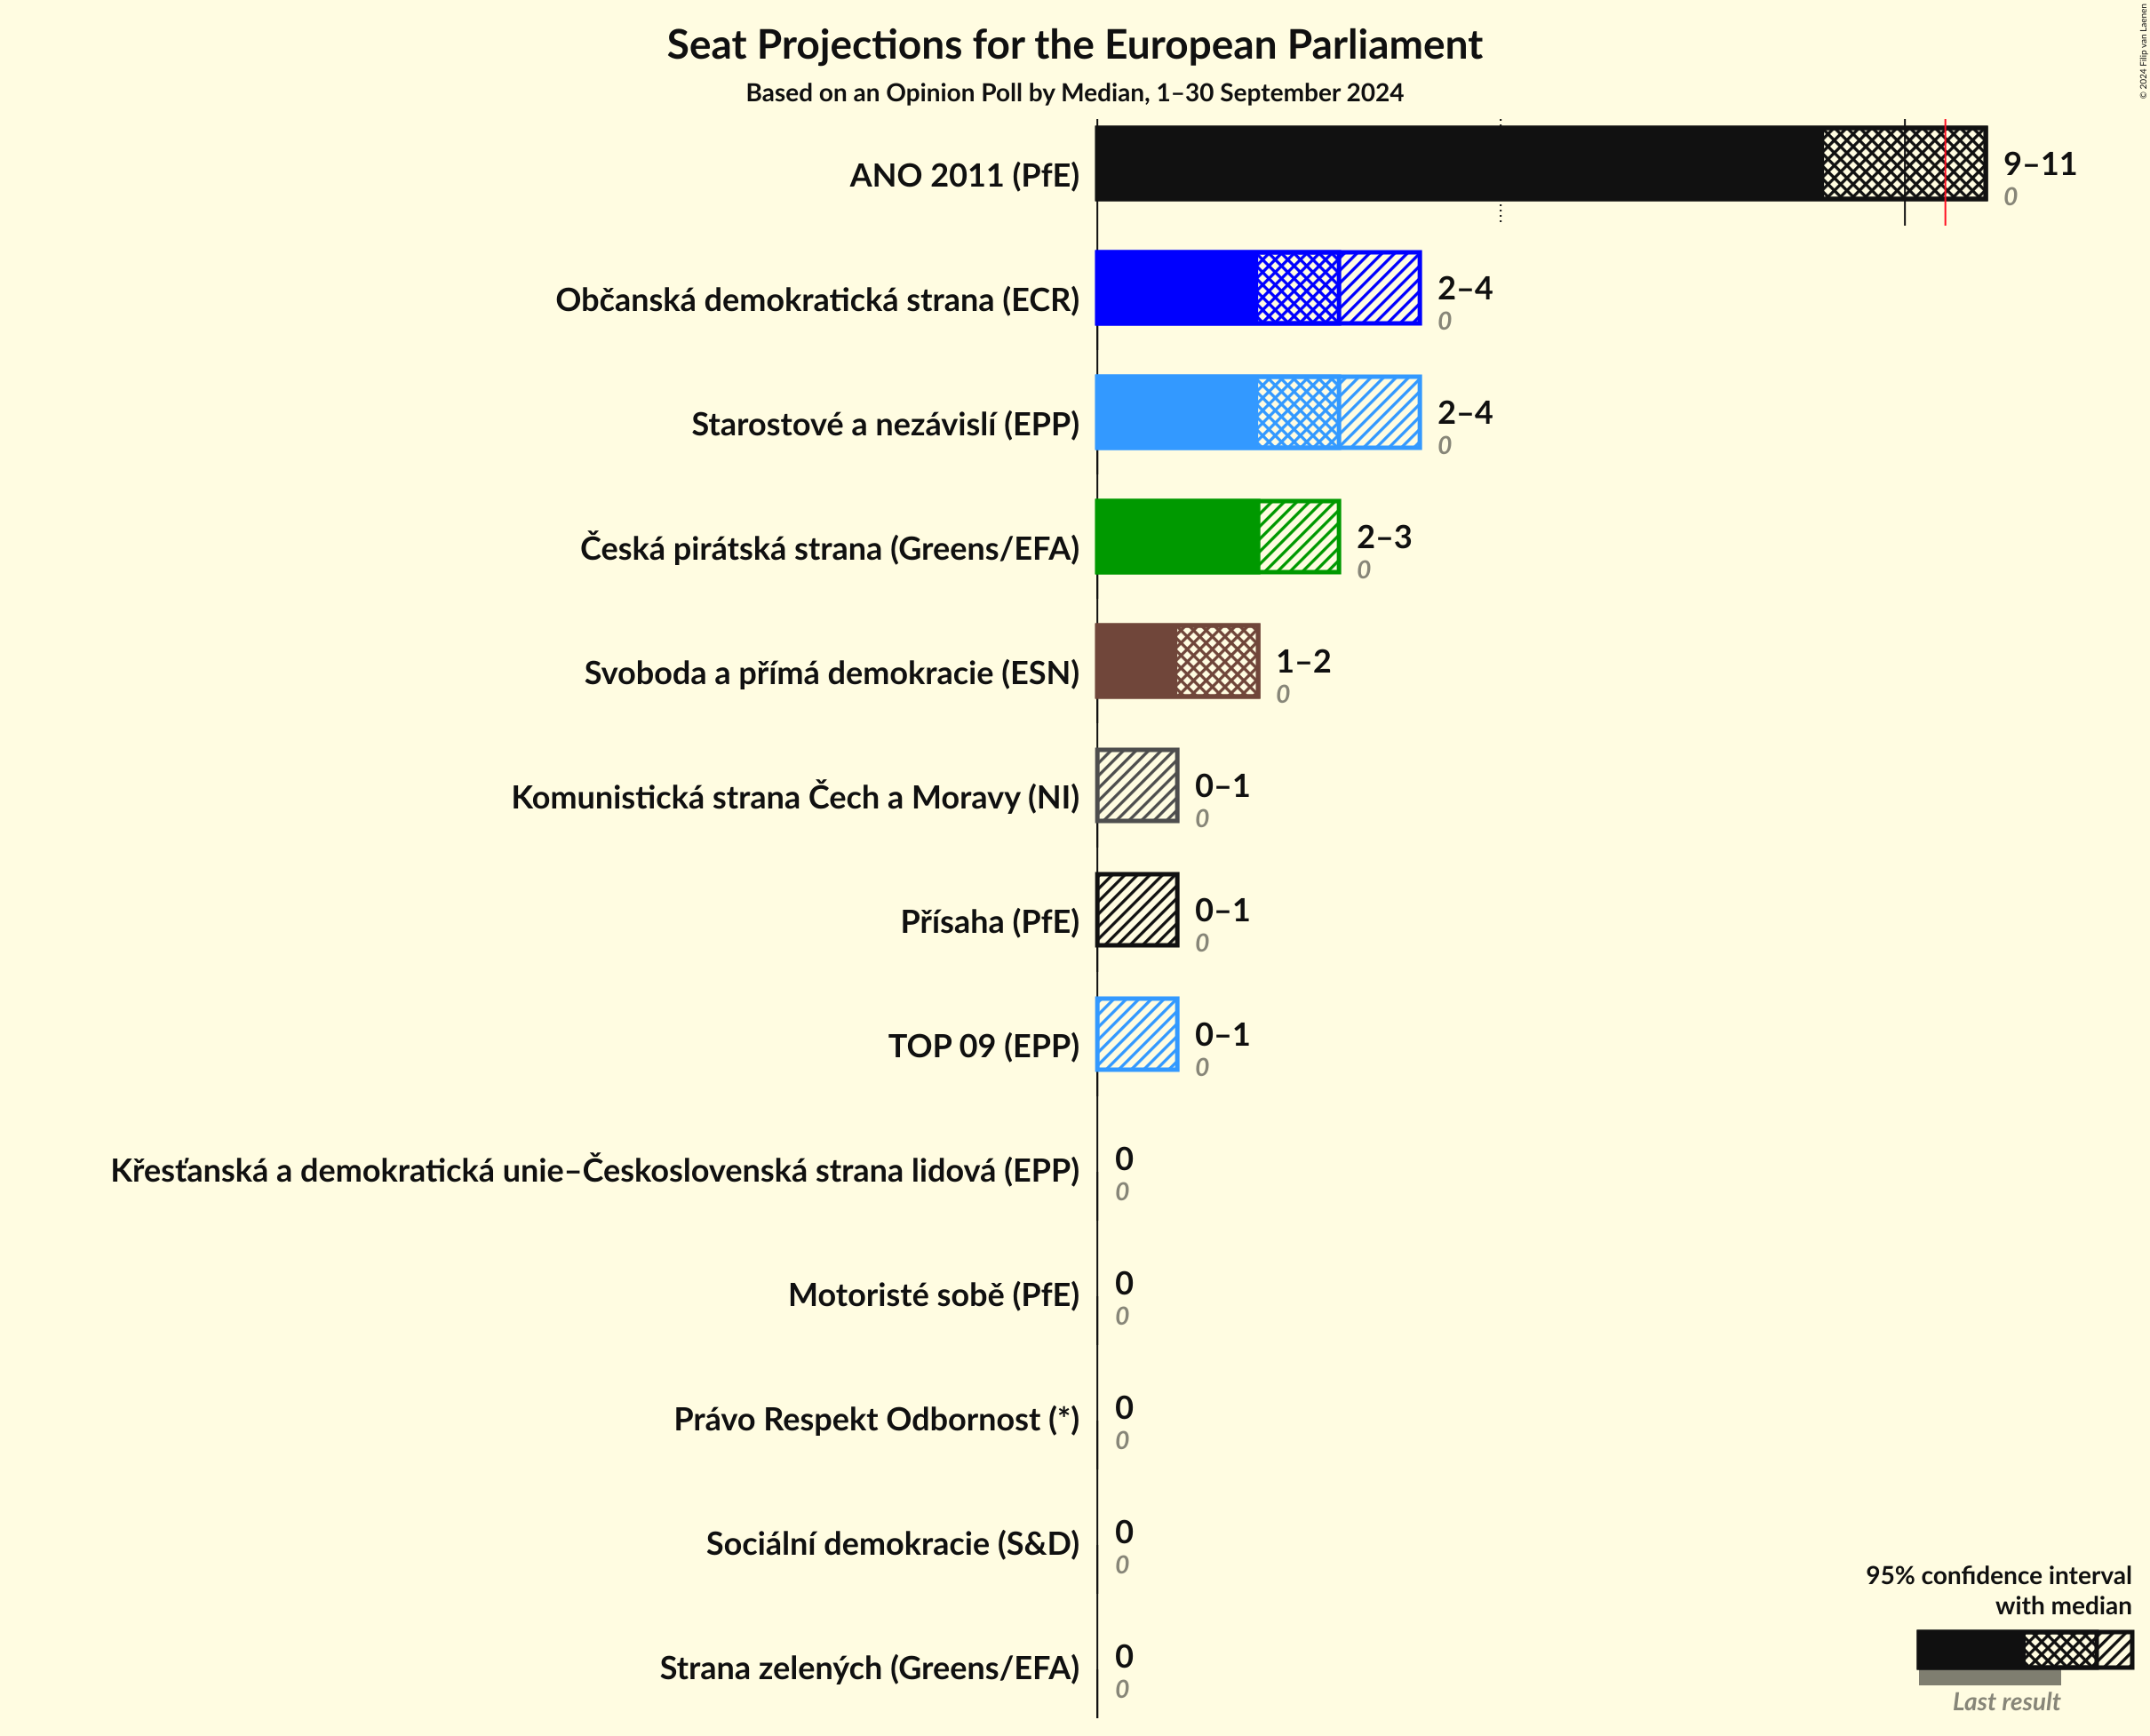 Seat Projections for the European Parliament
Based on an Opinion Poll by Median, 1–30 September 2024
© 2024 Filip van Laenen
ANO 2011 (PfE)
9–11
0
Občanská demokratická strana (ECR)
2–4
0
Starostové a nezávislí (EPP)
2–4
0
Česká pirátská strana (Greens/EFA)
2–3
0
Svoboda a přímá demokracie (ESN)
1–2
0
Komunistická strana Čech a Moravy (NI)
0–1
0
Přísaha (PfE)
0–1
0
TOP 09 (EPP)
0–1
0
Křesťanská a demokratická unie–Československá strana lidová (EPP)
0
0
Motoristé sobě (PfE)
0
0
Právo Respekt Odbornost (*)
0
0
Sociální demokracie (S&D)
0
0
Strana zelených (Greens/EFA)
0
0
95% confidence interval
with median
Last result